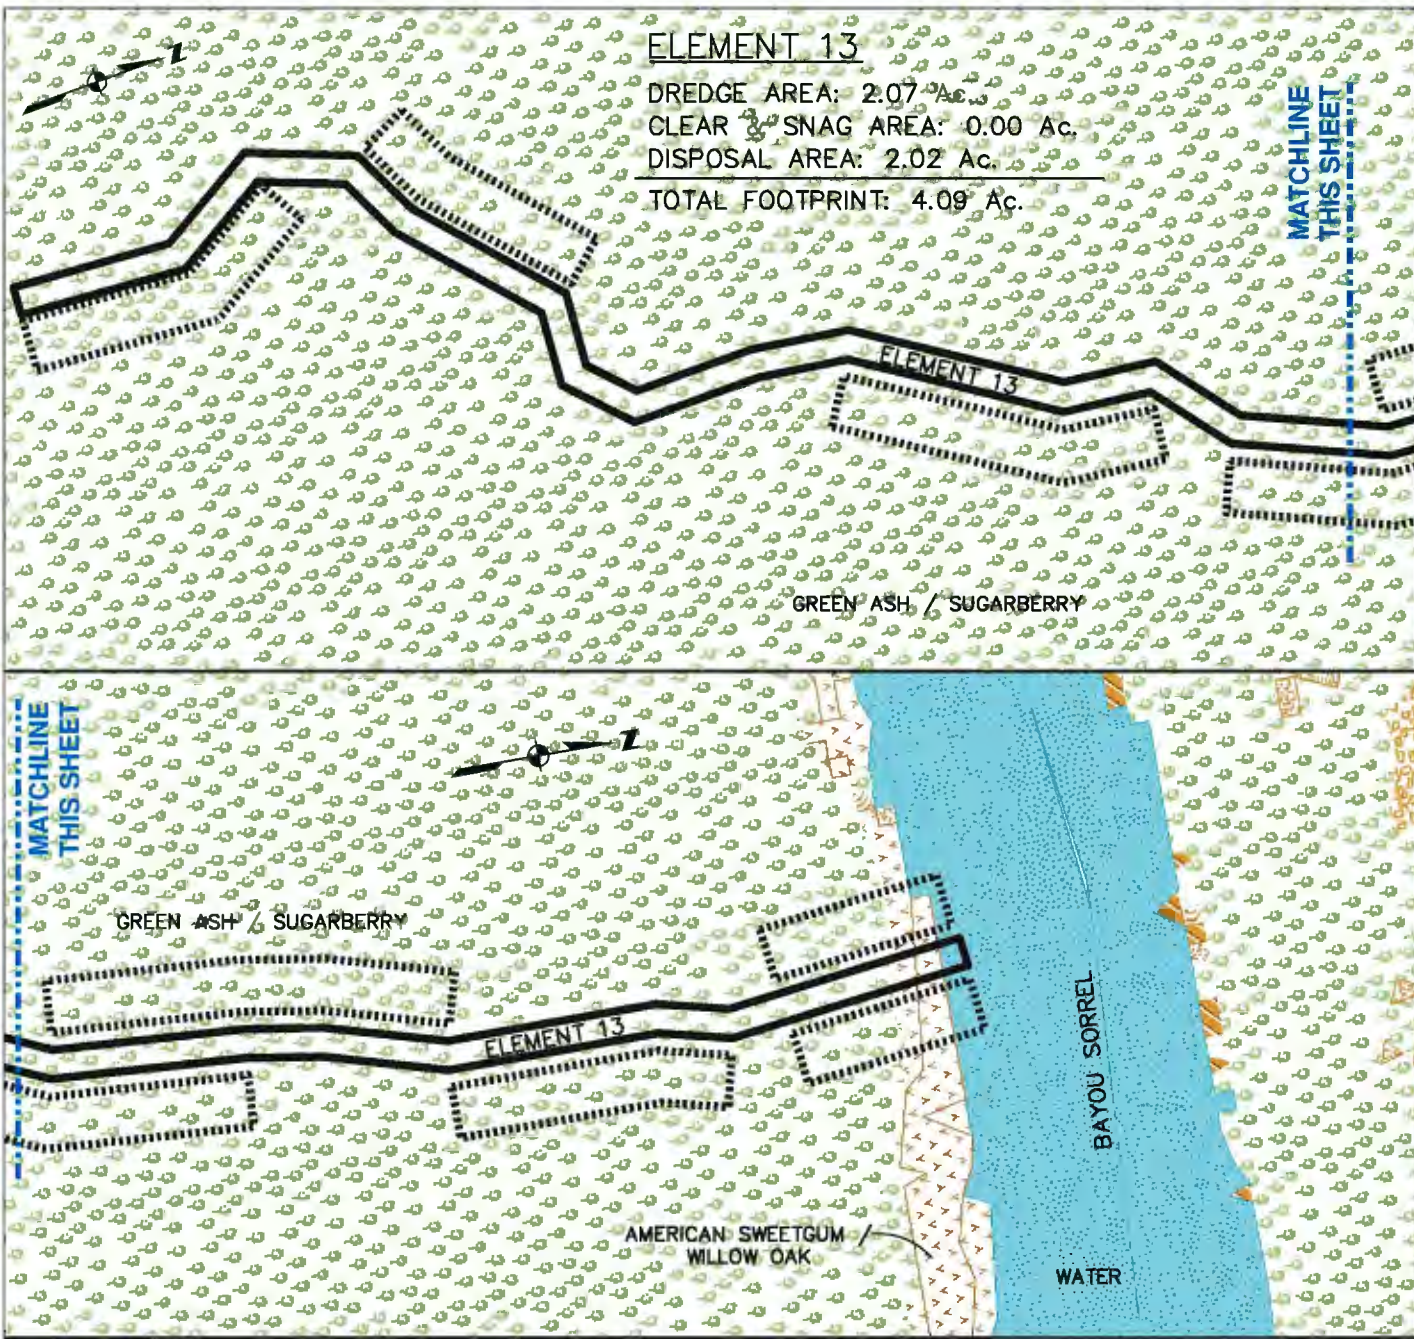 Z
ELEMENT 13
DREDGE AREA: 2.07 Ac.
CLEAR & SNAG AREA: 0.00 Ac.
DISPOSAL AREA: 2.02 Ac.
TOTAL FOOTPRINT: 4.09 Ac.
MATCHLINE
THIS SHEET
ELEMENT 13
GREEN ASH / SUGARBERRY
MATCHLINE
THIS SHEET
Z
GREEN ASH / SUGARBERRY
ELEMENT 13
BAYOU SORREL
AMERICAN SWEETGUM /
WILLOW OAK
WATER